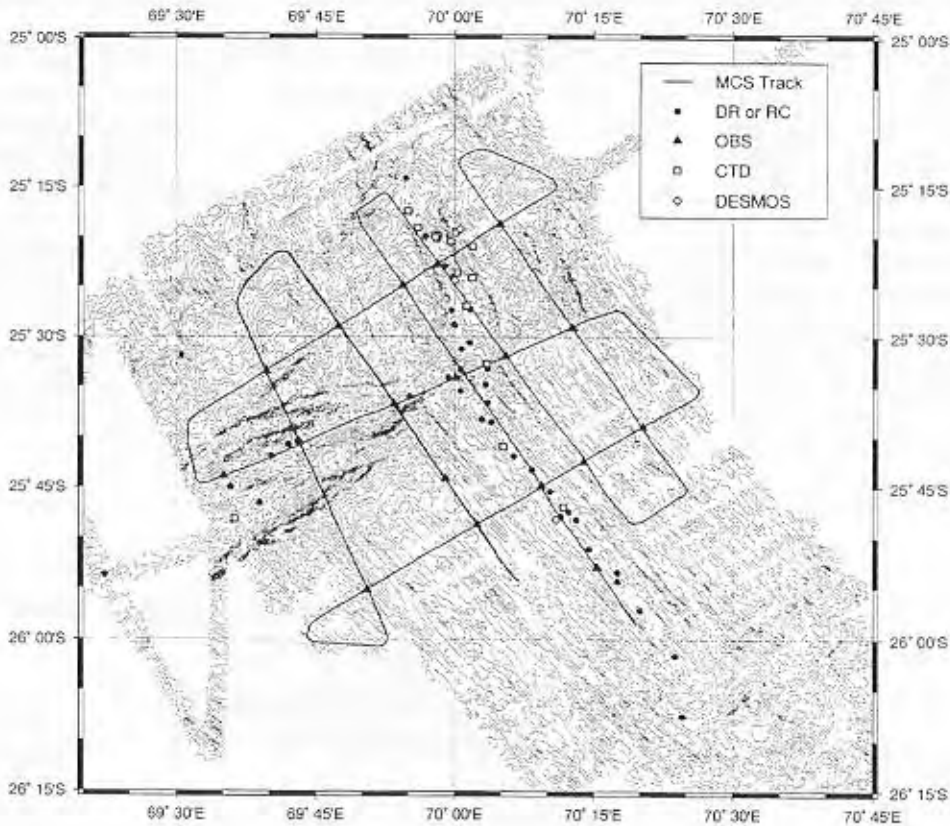 69° 30'E 69° 45'E 70° 00'E 70° 15'E 70° 30'E 70° 45'E
25° 00'S 25° 00'S
MCS Track
DR or RC
OBS
CTD
DESMOS
25° 15'S 25° 15'S
25° 30'S 25° 30'S
25° 45'S 25° 45'S
26° 00'S 26° 00'S
26° 15'S 26° 15'S
69° 30'E 69° 45'E 70° 00'E 70° 15'E 70° 30'E 70° 45'E